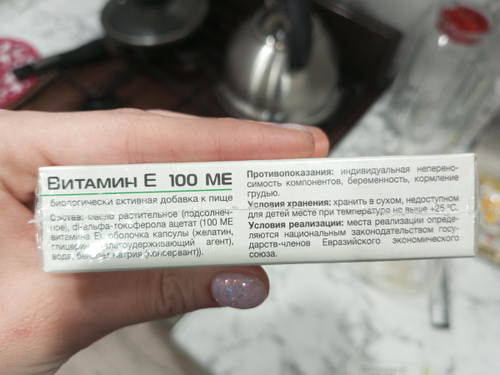 Витамин Е 100 МЕ
биологически активная добавка к пище
Состав: масло растительное (подсолнеч-
ное), dl-альфа-токоферола ацетат (100 МЕ
витамина Е), оболочка капсулы (желатин,
глицерин (влагоудерживающий агент),
вода, бензоат натрия (консервант)).
Противопоказания: индивидуальная неперено-
симость компонентов, беременность, кормление
грудью.
Условия хранения: хранить в сухом, недоступном
для детей месте при температуре не выше +25 °С.
Условия реализации: места реализации опреде-
ляются национальным законодательством госу-
дарств-членов Евразийского экономического
союза.